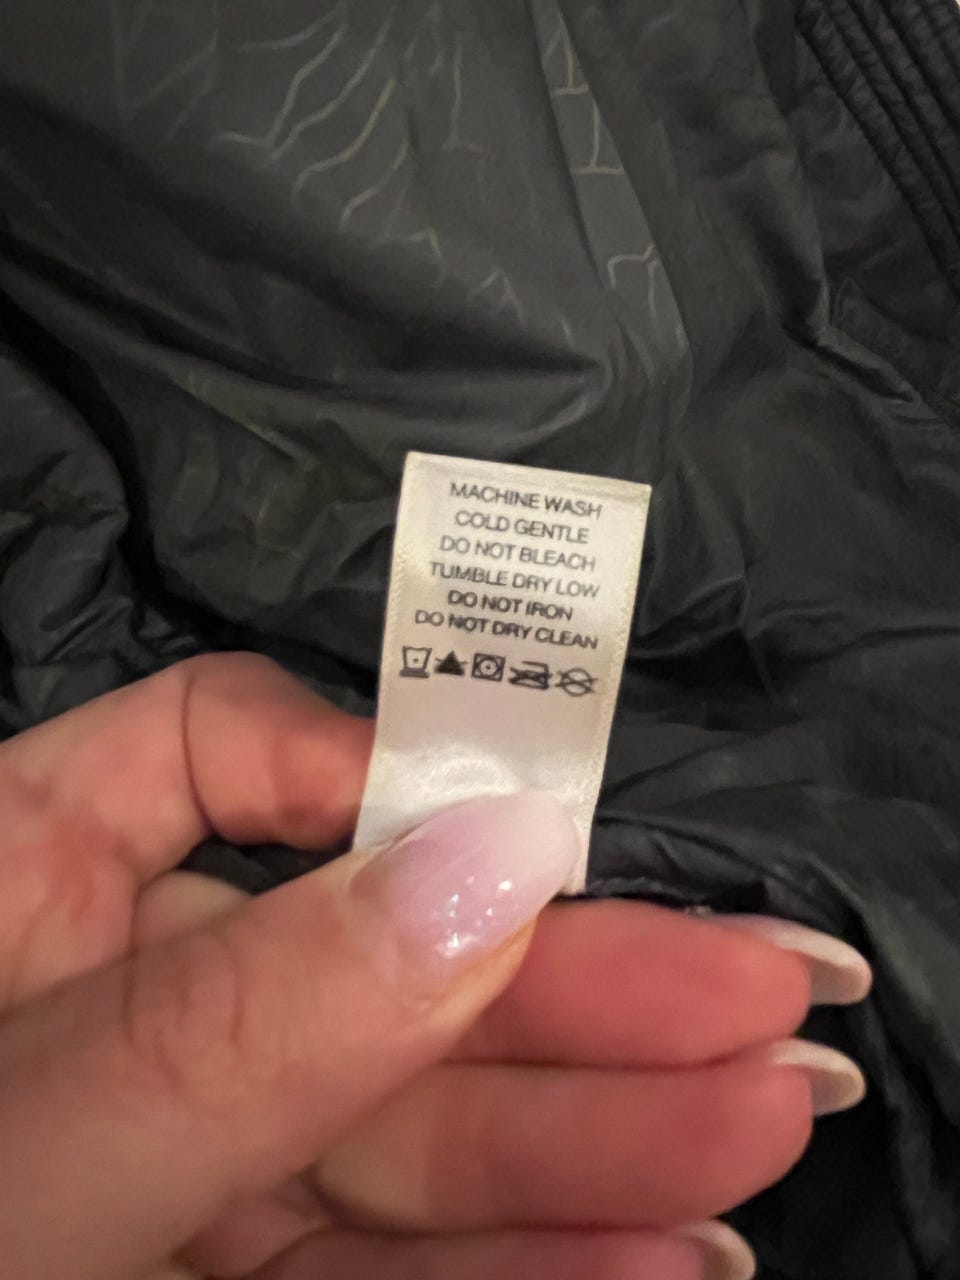 MACHINE WASH
COLD GENTLE
DO NOT BLEACH
TUMBLE DRY LOW
DO NOT IRON
DO NOT DRY CLEAN